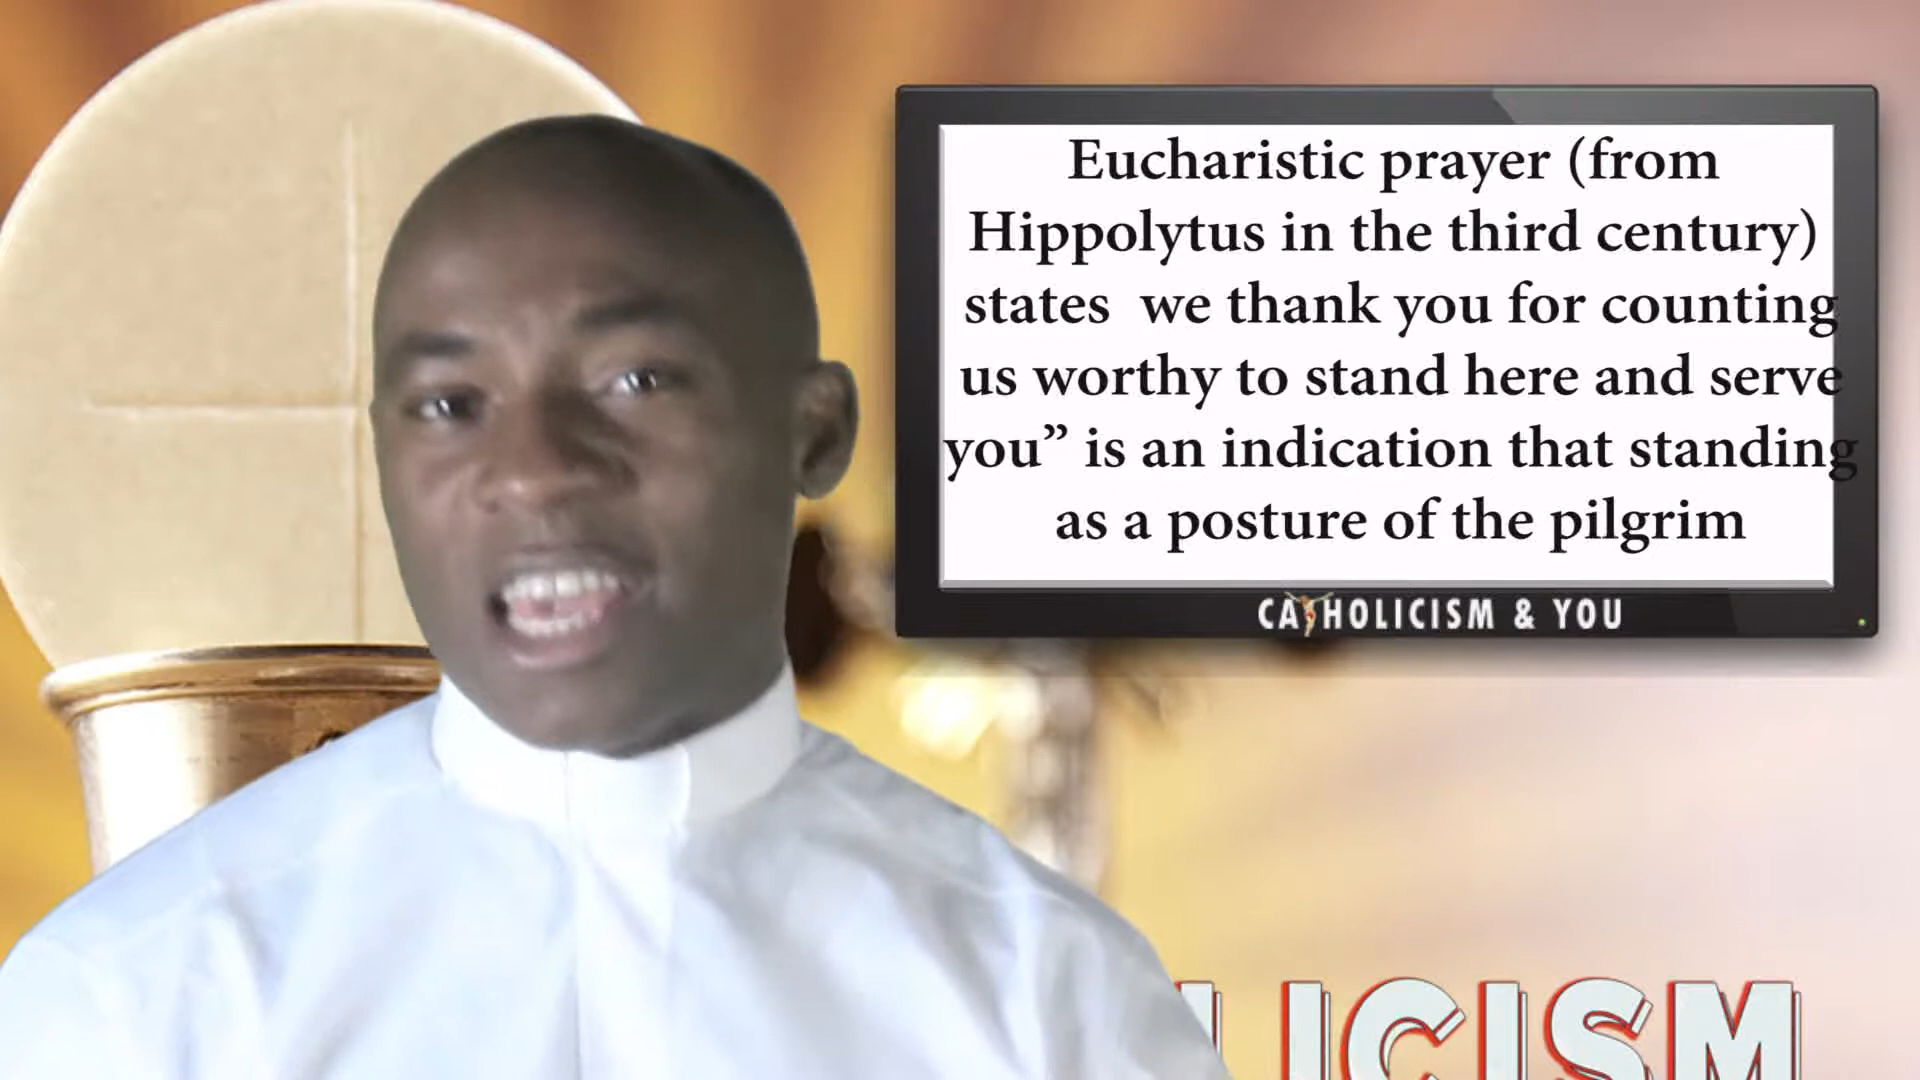 Eucharistic prayer (from
Hippolytus in the third century)
states  we thank you for counting
us worthy to stand here and serve
you” is an indication that standing
as a posture of the pilgrim
CATHOLICISM & YOU
LICISM